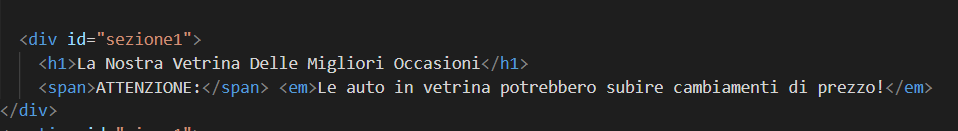 <div id="sezione1">
<h1>La Nostra Vetrina Delle Migliori Occasioni</h1>
<span>ATTENZIONE:</span> <em>Le auto in vetrina potrebbero subire cambiamenti di prezzo!</em>
</div>